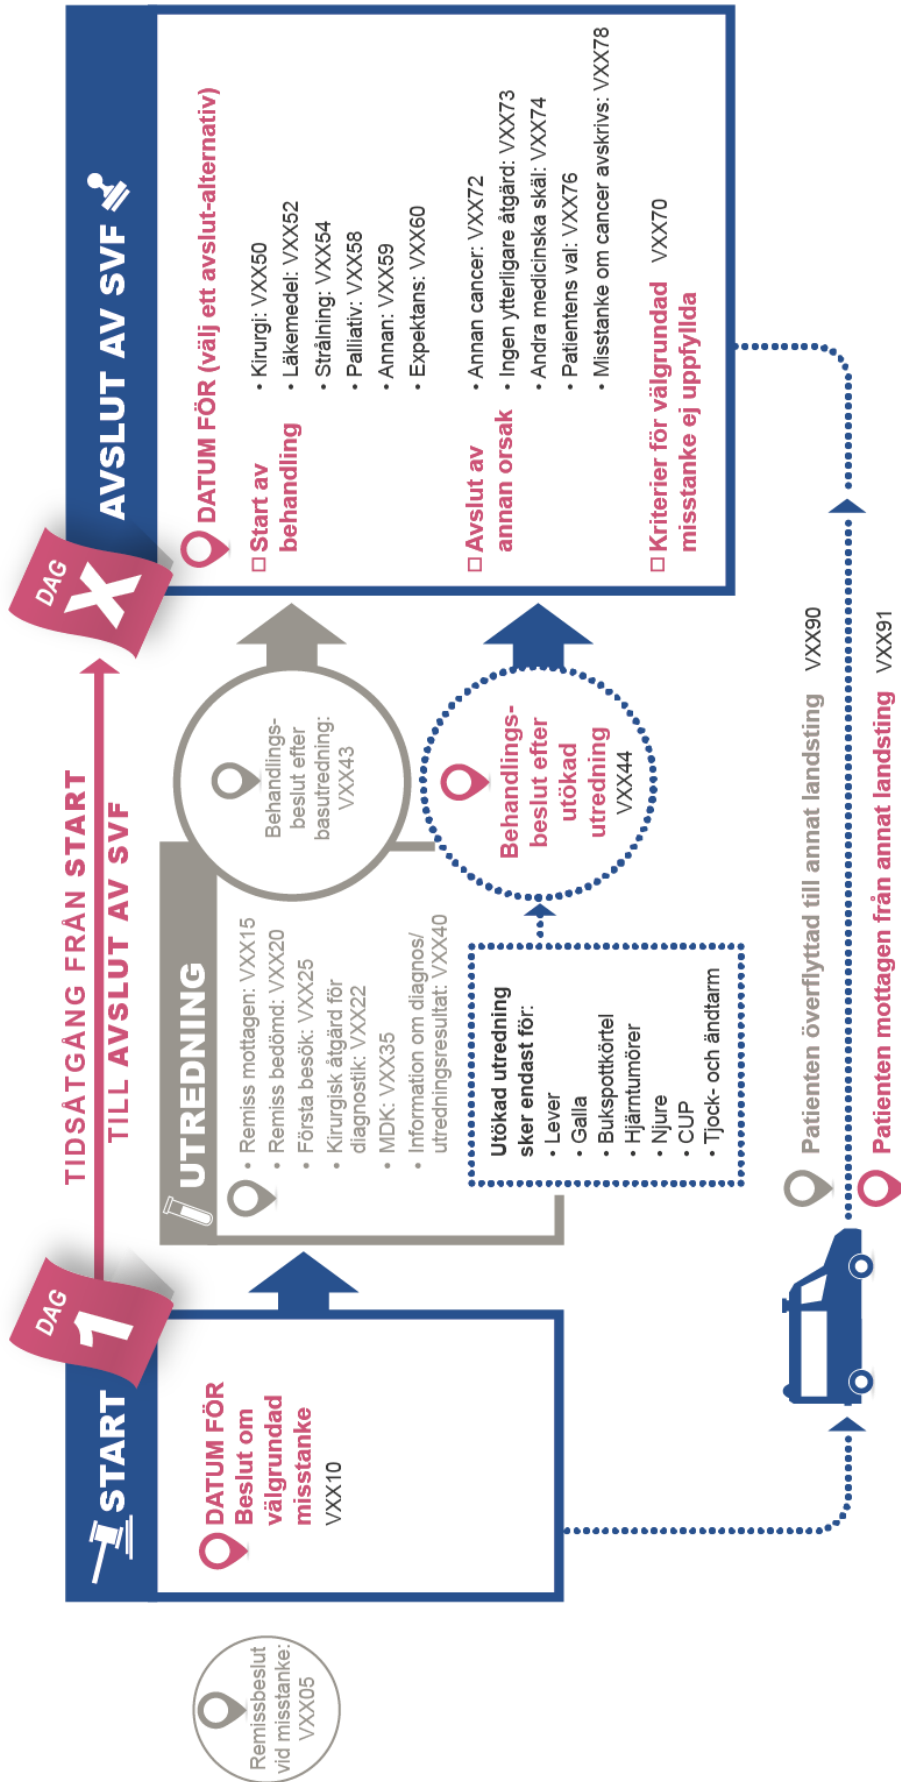 TIDSÅTGÅNG FRÅN START
TILL AVSLUT AV SVF
Remissbeslut
vid misstanke:
VXX05
START
DAG
1
DATUM FÖR
Beslut om
välgrundad
misstanke
VXX10
UTREDNING
• Remiss mottagen: VXX15
• Remiss bedömd: VXX20
• Första besök: VXX25
• Kirurgisk åtgärd för
diagnostik: VXX22
• MDK: VXX35
• Information om diagnos/
utredningsresultat: VXX40
Utökad utredning
sker endast för:
• Lever
• Galla
• Bukspottkörtel
• Hjärntumörer
• Njure
• CUP
• Tjock- och ändtarm
Behandlings-
beslut efter
basutredning:
VXX43
Behandlings-
beslut efter
utökad
utredning
VXX44
DAG
X
AVSLUT AV SVF
DATUM FÖR (välj ett avslut-alternativ)
□ Start av
behandling
• Kirurgi: VXX50
• Läkemedel: VXX52
• Strålning: VXX54
• Palliativ: VXX58
• Annan: VXX59
• Expektans: VXX60
□ Avslut av
annan orsak
• Annan cancer: VXX72
• Ingen ytterligare åtgärd: VXX73
• Andra medicinska skäl: VXX74
• Patientens val: VXX76
• Misstanke om cancer avskrivs: VXX78
□ Kriterier för välgrundad
misstanke ej uppfyllda
VXX70
Patienten överflyttad till annat landsting VXX90
Patienten mottagen från annat landsting VXX91